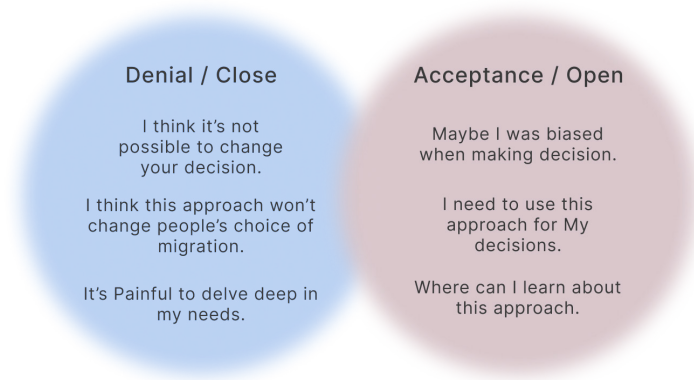 Denial / Close
I think it's not
possible to change
your decision.
I think this approach won't
change people's choice of
migration.
It's Painful to delve deep in
my needs.
Acceptance / Open
Maybe I was biased
when making decision.
I need to use this
approach for My
decisions.
Where can I learn about
this approach.